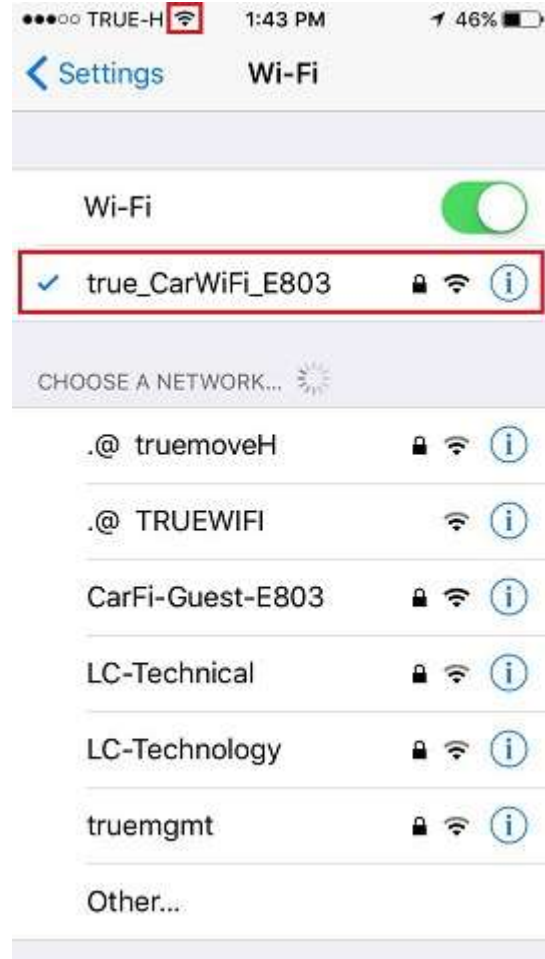 TRUE-H 1:43 PM 46%
Settings Wi-Fi
Wi-Fi
true_CarWiFi_E803
CHOOSE A NETWORK...
.@ truemoveH
.@ TRUEWIFI
CarFi-Guest-E803
LC-Technical
LC-Technology
truemgmt
Other...